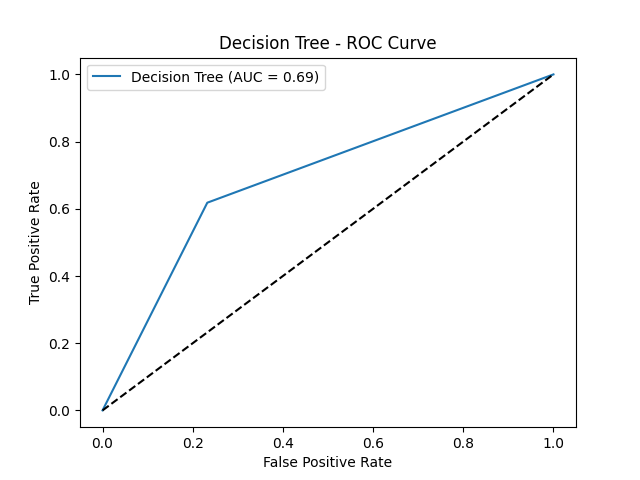 Decision Tree - ROC Curve
Decision Tree (AUC = 0.69)
True Positive Rate
1.0
0.8
0.6
0.4
0.2
0.0
0.0 0.2 0.4 0.6 0.8 1.0
False Positive Rate